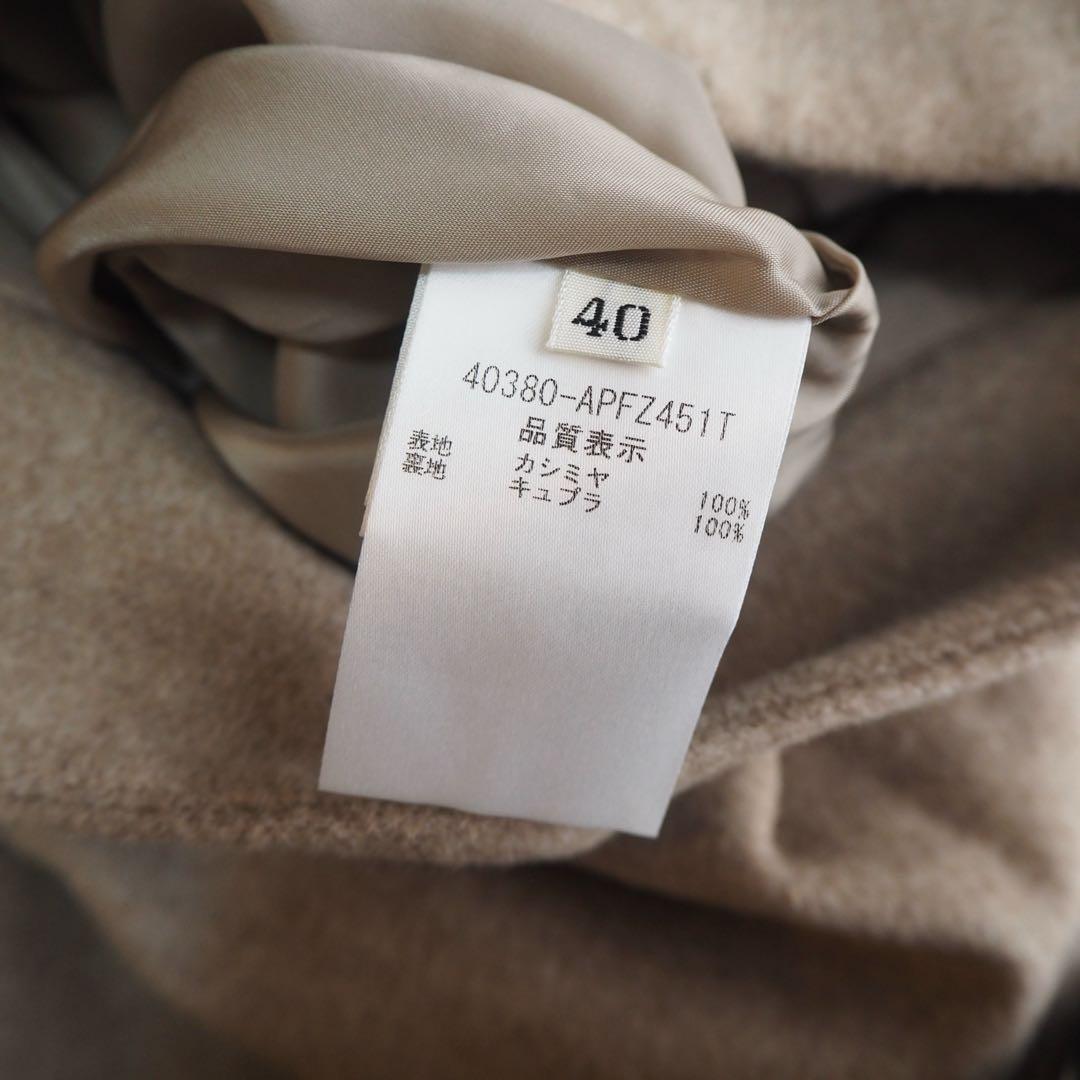 40
40380-APFZ451T
品質表示
表地 カシミヤ 100%
裏地 キュプラ 100%